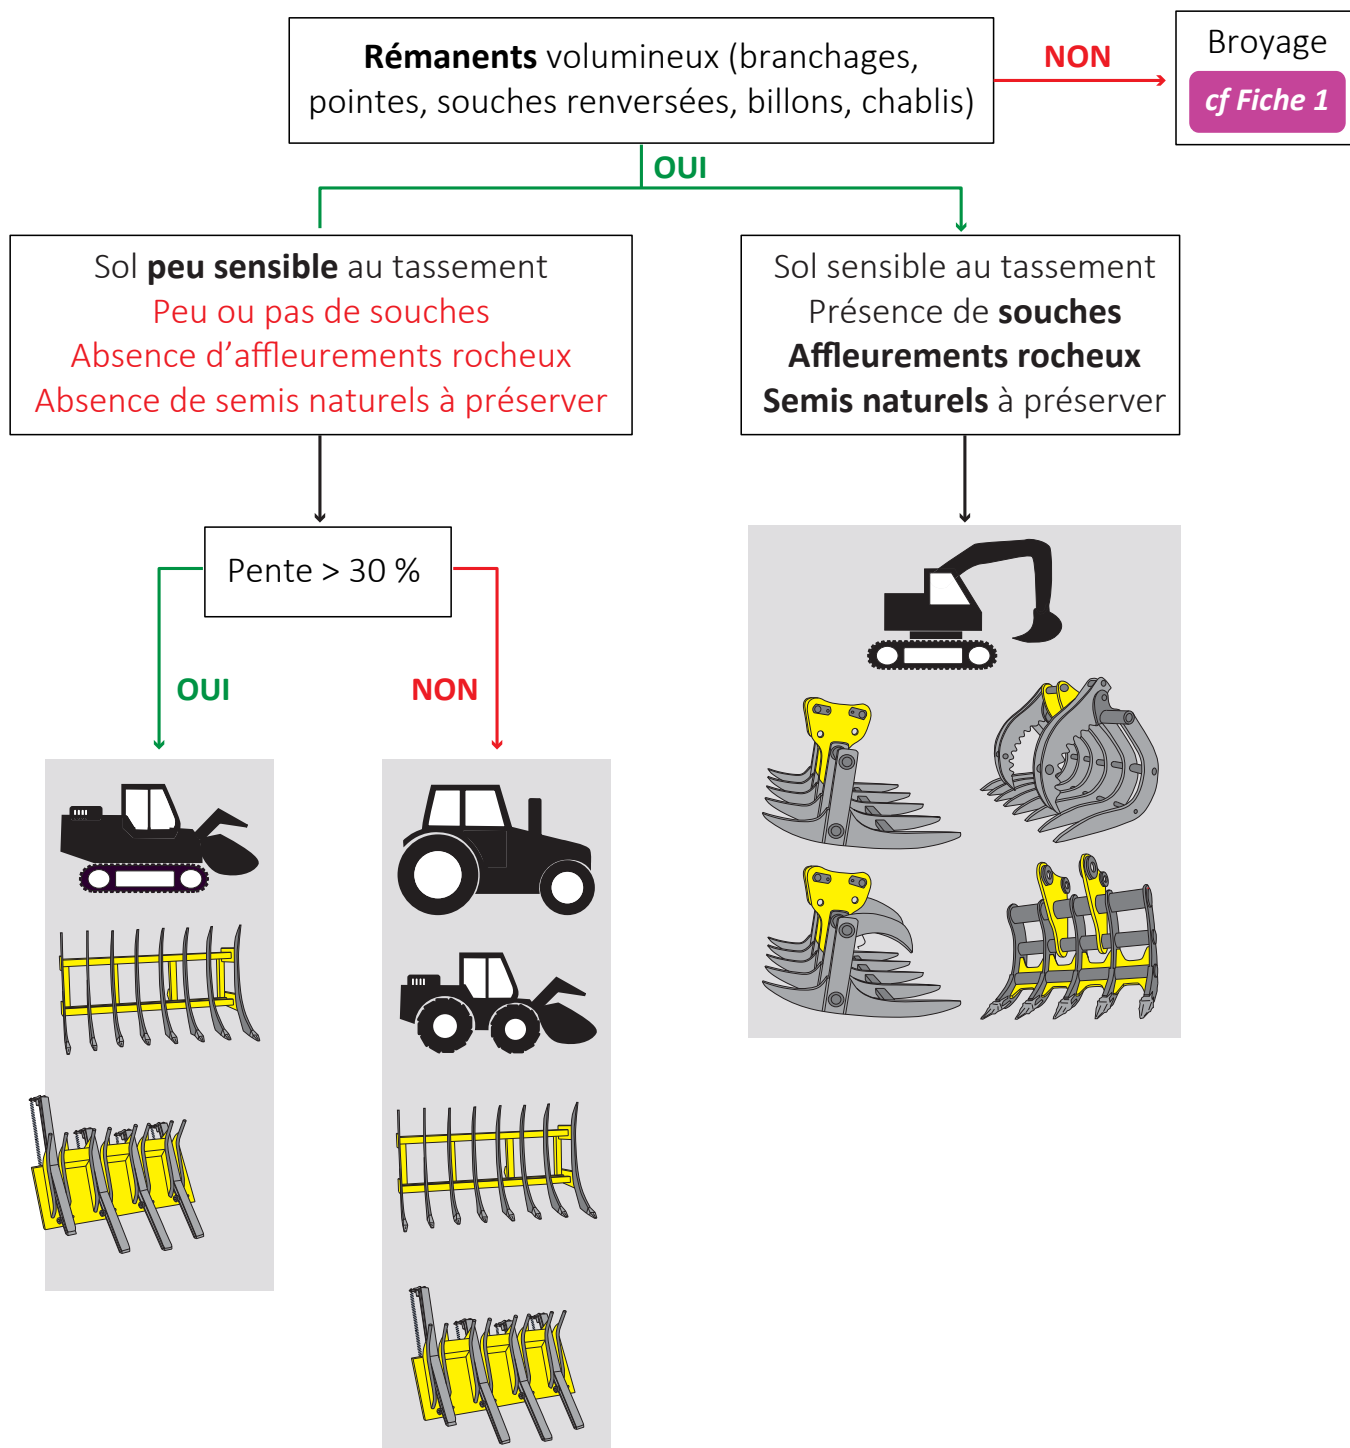 Rémanents volumineux (branchages,
pointes, souches renversées, billons, chablis)
NON
Broyage
cf Fiche 1
OUI
Sol peu sensible au tassement
Peu ou pas de souches
Absence d'affleurements rocheux
Absence de semis naturels à préserver
Sol sensible au tassement
Présence de souches
Affleurements rocheux
Semis naturels à préserver
Pente > 30 %
OUI
NON